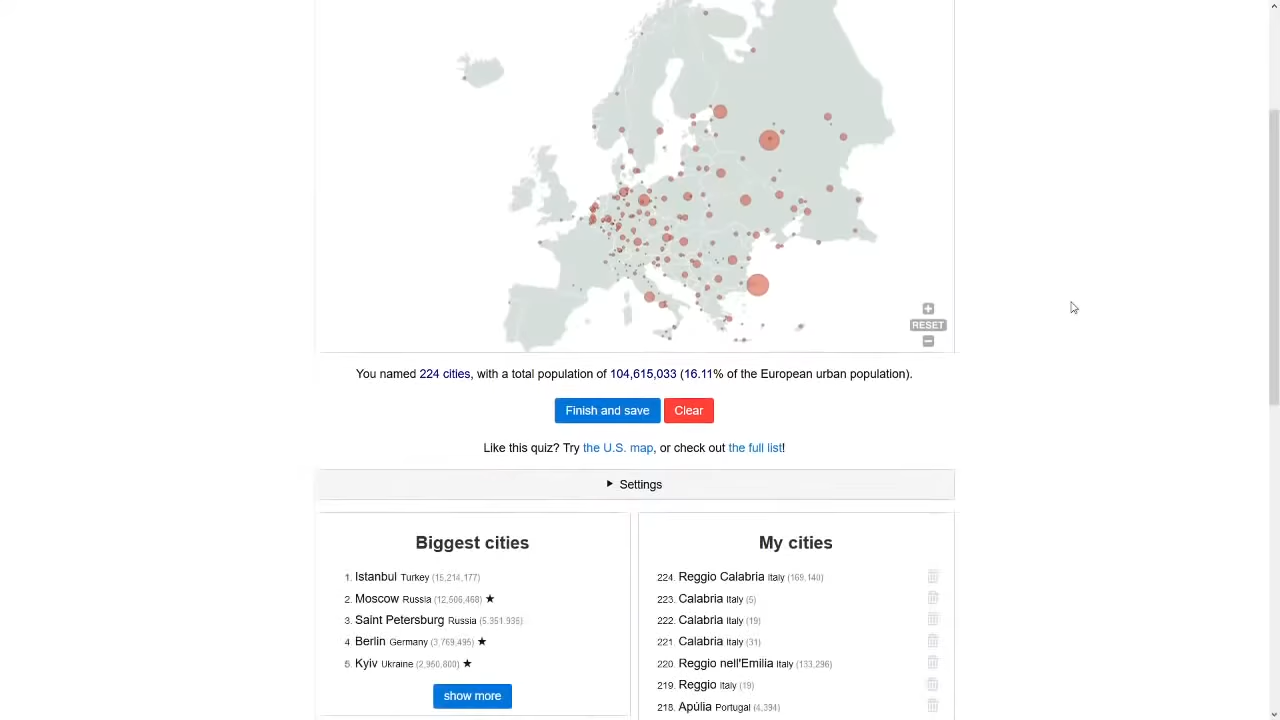 RESET
You named 224 cities, with a total population of 104,615,033 (16.11% of the European urban population).
Finish and save Clear
Like this quiz? Try the U.S. map, or check out the full list!
Settings
Biggest cities
1. Istanbul Turkey (15,214,177)
2. Moscow Russia (12,506,468) ★
3. Saint Petersburg Russia (5,351,935)
4. Berlin Germany (3,769,495) ★
5. Kyiv Ukraine (2,950,800) ★
show more
My cities
224. Reggio Calabria Italy (169,140)
223. Calabria Italy (5)
222. Calabria Italy (19)
221. Calabria Italy (31)
220. Reggio nell'Emilia Italy (133,296)
219. Reggio Italy (19)
218. Apúlia Portugal (4,394)